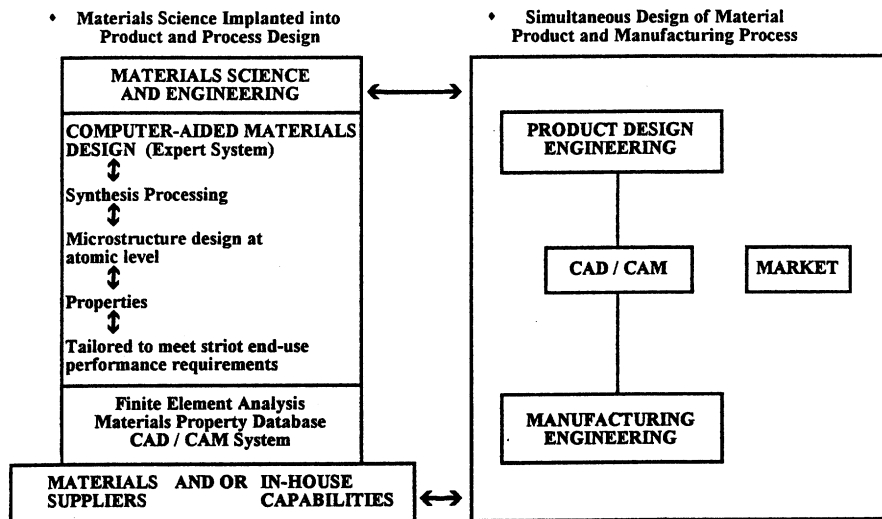 ♦ Materials Science Implanted into
Product and Process Design
MATERIALS SCIENCE
AND ENGINEERING
COMPUTER-AIDED MATERIALS
DESIGN (Expert System)
Synthesis Processing
Microstructure design at
atomic level
Properties
Tailored to meet striot end-use
performance requirements
Finite Element Analysis
Materials Property Database
CAD / CAM System
MATERIALS AND OR IN-HOUSE
SUPPLIERS CAPABILITIES
♦ Simultaneous Design of Material
Product and Manufacturing Process
PRODUCT DESIGN
ENGINEERING
CAD / CAM
MARKET
MANUFACTURING
ENGINEERING